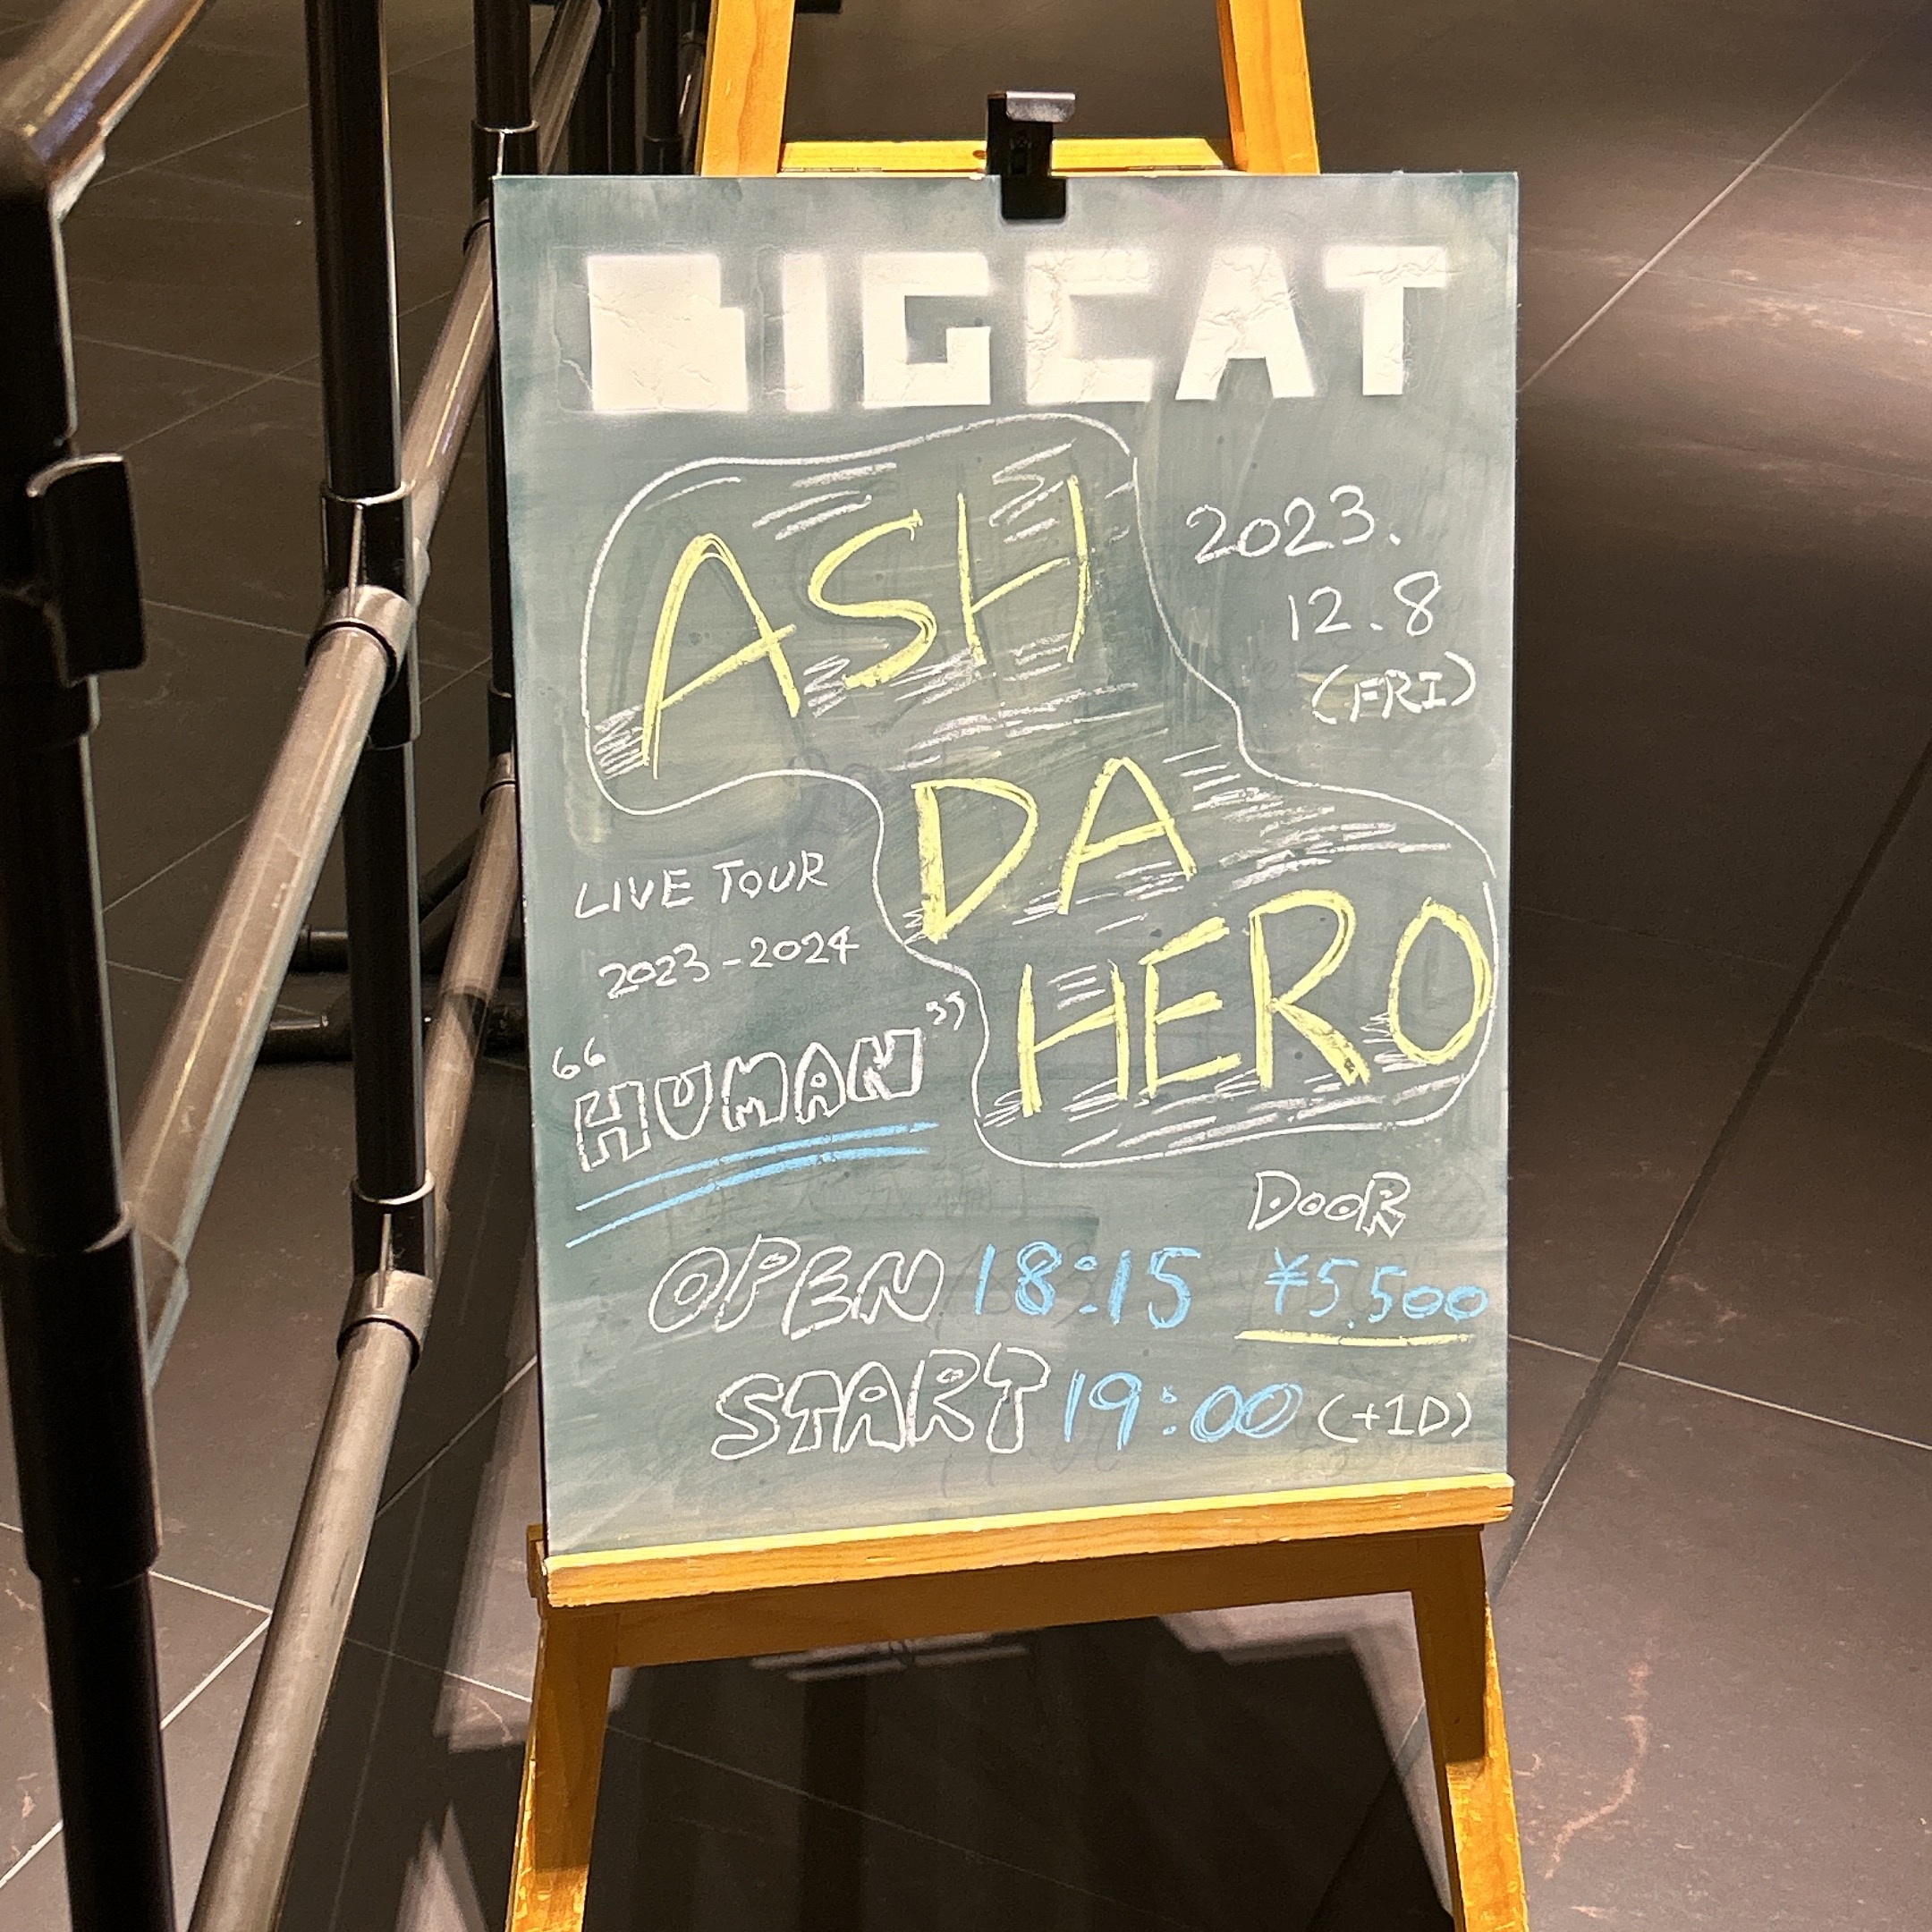 BIGCAT
ASH
2023.
12.8
(FRI)
DA
HERO
LIVE TOUR
2023-2024
“HUMAN”
DOOR
OPEN 18:15 ¥5,500
START 19:00 (+1D)